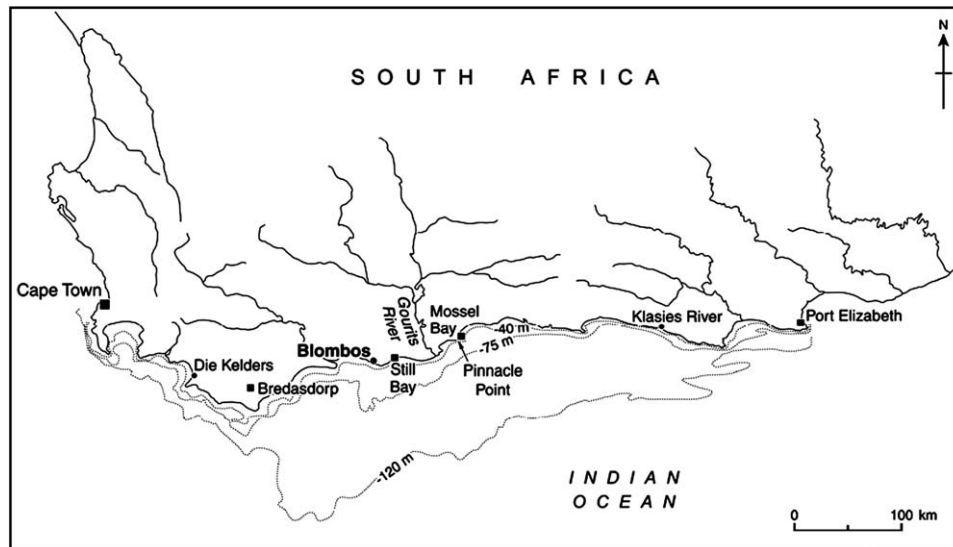 N
SOUTH AFRICA
Cape Town
Gourits
River
Mossel
Bay
-40 m
-75 m
Klasies River
Port Elizabeth
Die Kelders
Blombos
Bredasdorp
Still
Bay
Pinnacle
Point
-120 m
INDIAN
OCEAN
0
100 km